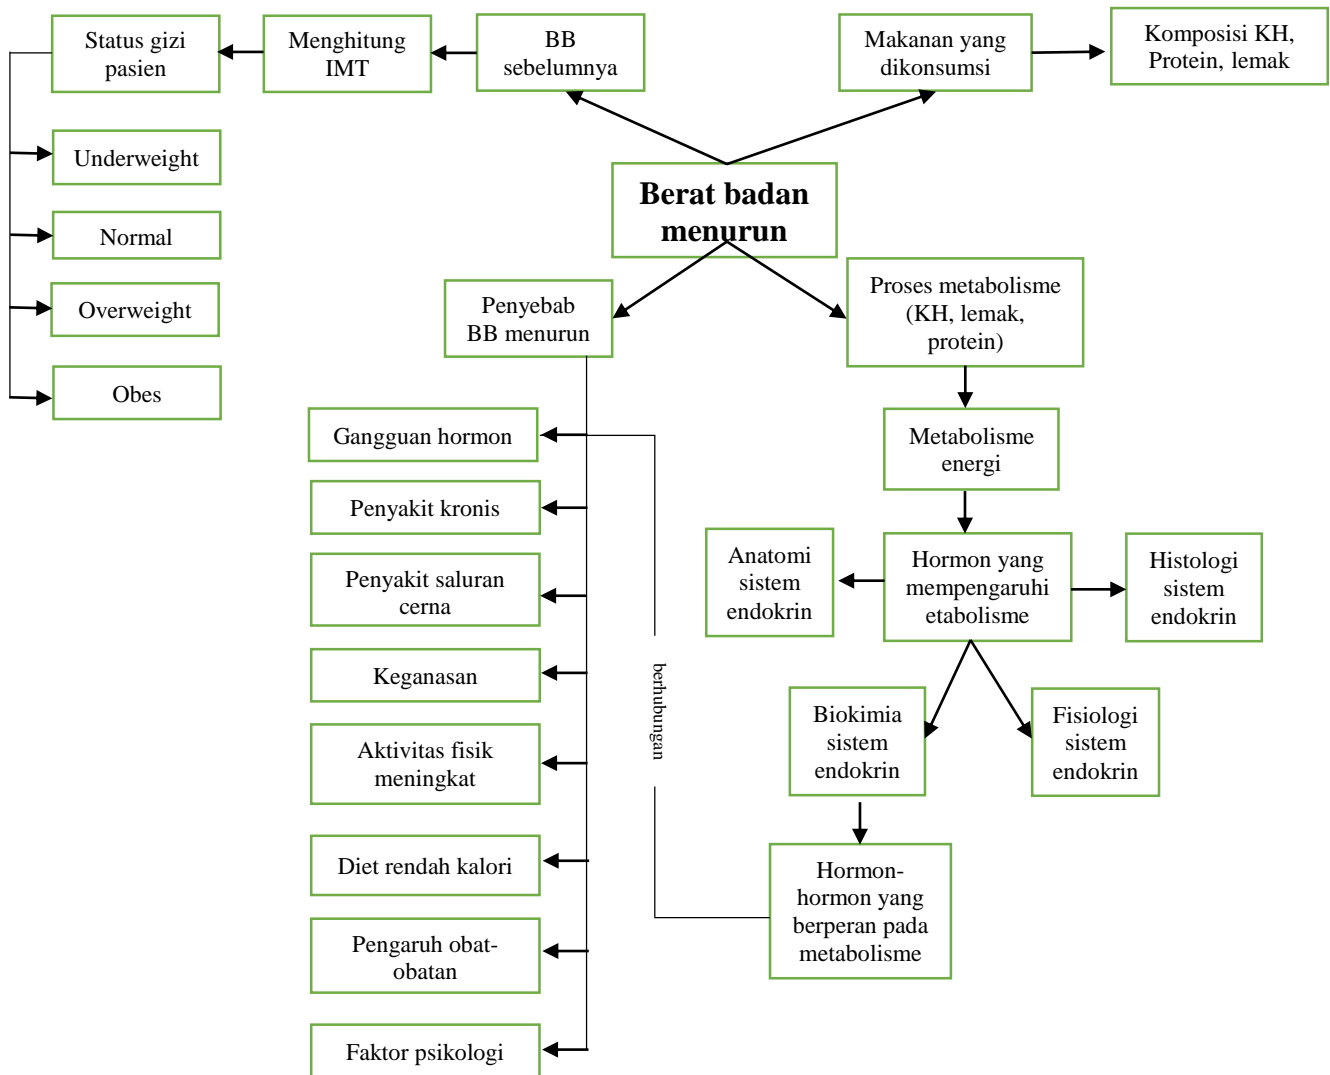 Status gizi
pasien
Menghitung
IMT
BB
sebelumnya
Makanan yang
dikonsumsi
Komposisi KH,
Protein, lemak
Underweight
Normal
Overweight
Obes
Berat badan
menurun
Penyebab
BB menurun
Proses metabolisme
(KH, lemak,
protein)
Gangguan hormon
Penyakit kronis
Penyakit saluran
cerna
Keganasan
Aktivitas fisik
meningkat
Diet rendah kalori
Pengaruh obat-
obatan
Faktor psikologi
berhubungan
Metabolisme
energi
Anatomi
sistem
endokrin
Hormon yang
mempengaruhi
etabolisme
Histologi
sistem
endokrin
Biokimia
sistem
endokrin
Fisiologi
sistem
endokrin
Hormon-
hormon yang
berperan pada
metabolisme